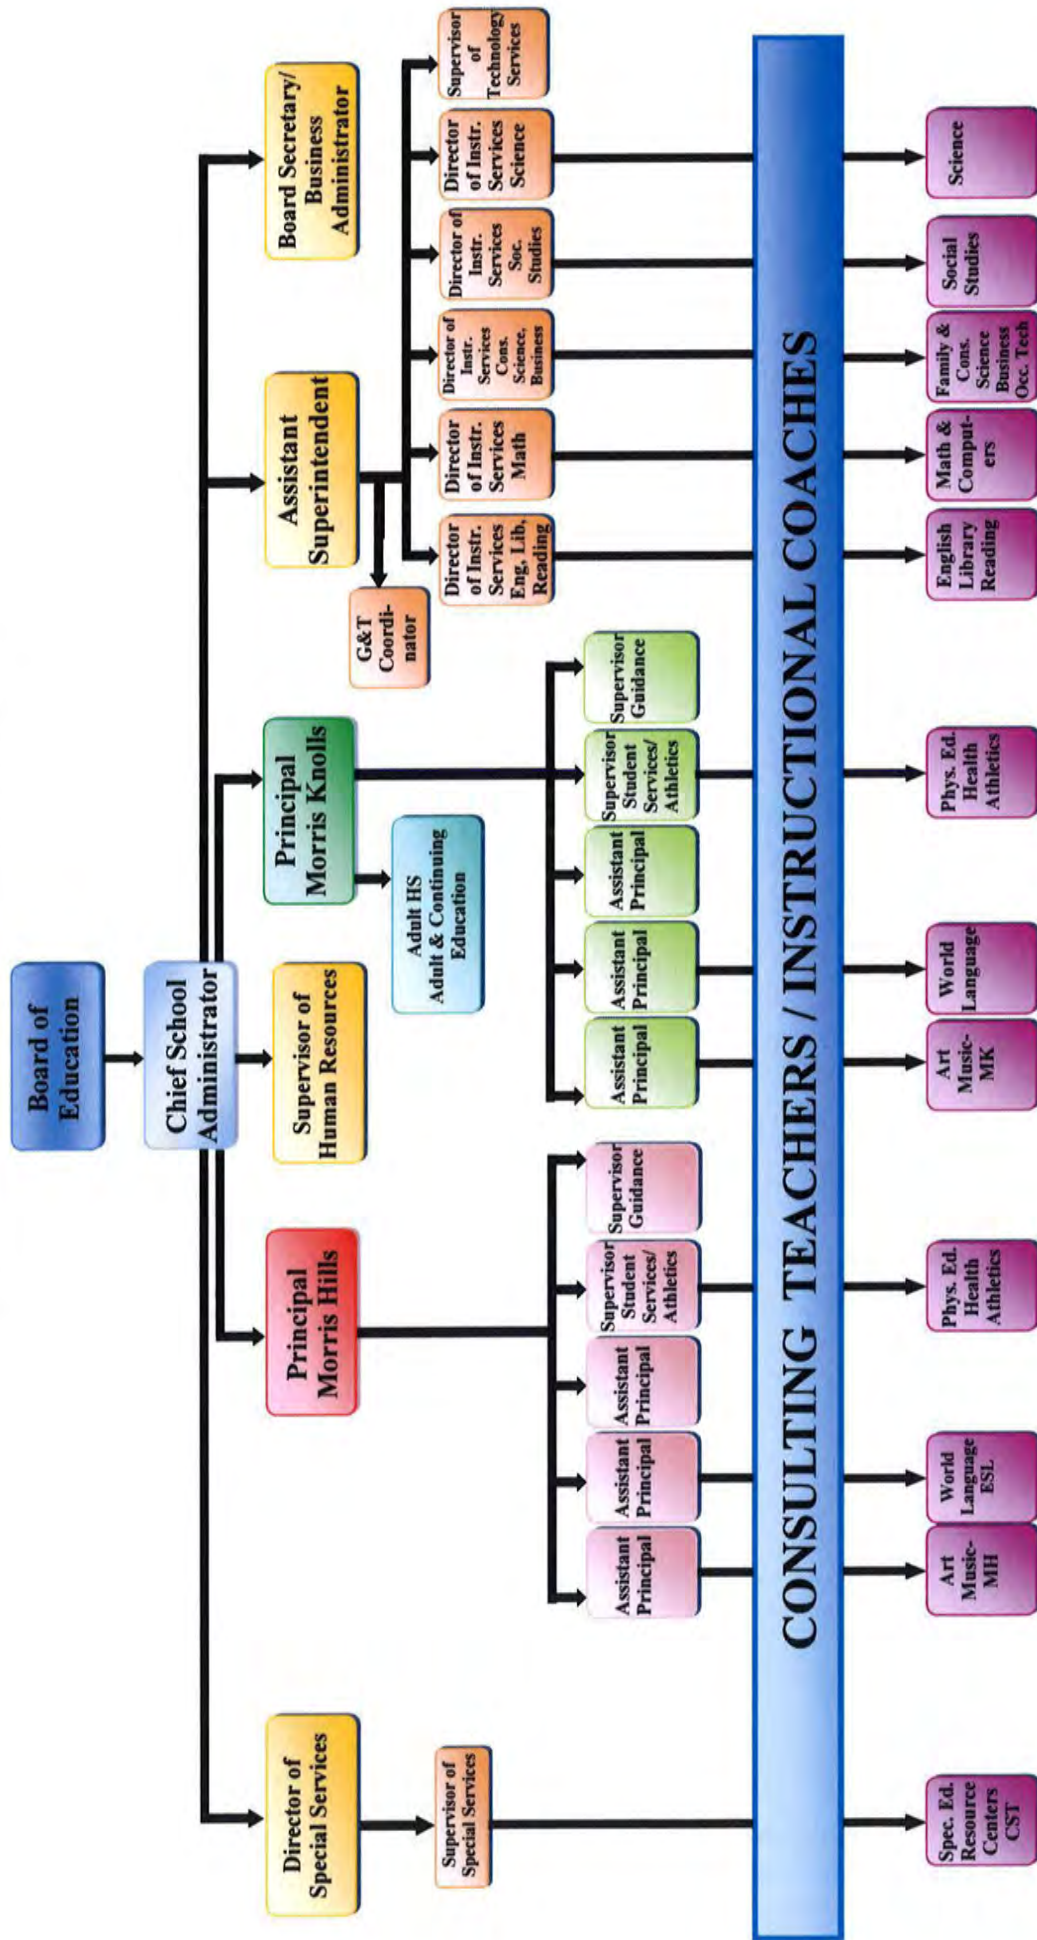 Board of
Education
Chief School
Administrator
Director of
Special Services
Principal
Morris Hills
Supervisor of
Human Resources
Principal
Morris Knolls
Assistant
Superintendent
Board Secretary/
Business
Administrator
Adult HS
Adult & Continuing
Education
G&T
Coordi-
nator
Supervisor of
Special Services
Director
of Instr.
Services
Eng, Lib,
Reading
Director
of Instr.
Services
Math
Director of
Instr.
Services
Cons.
Science,
Business
Director of
Instr.
Services
Soc.
Studies
Director
of Instr.
Services
Science
Supervisor
of
Technology
Services
Assistant
Principal
Assistant
Principal
Assistant
Principal
Supervisor
Student
Services/
Athletics
Supervisor
Guidance
Assistant
Principal
Assistant
Principal
Assistant
Principal
Supervisor
Student
Services/
Athletics
Supervisor
Guidance
CONSULTING TEACHERS / INSTRUCTIONAL COACHES
Spec. Ed.
Resource
Centers
CST
Art
Music-
MH
World
Language
ESL
Phys. Ed.
Health
Athletics
Art
Music-
MK
World
Language
Phys. Ed.
Health
Athletics
English
Library
Reading
Math &
Comput-
ers
Family &
Cons.
Science
Business
Occ. Tech
Social
Studies
Science